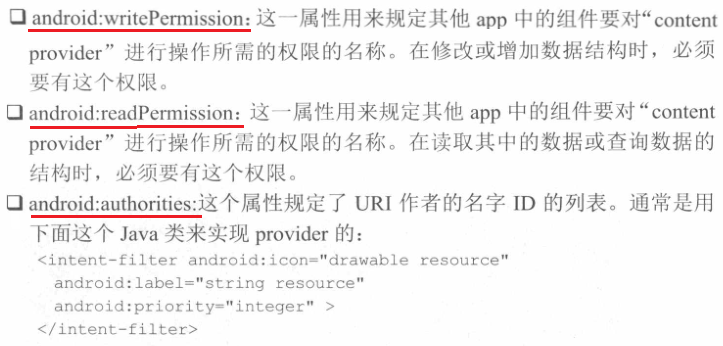 ❑ android:writePermission: 这一属性用来规定其他 app 中的组件要对“content
provider”进行操作所需的权限的名称。在修改或增加数据结构时，必须
要有这个权限。
❑ android:readPermission: 这一属性用来规定其他 app 中的组件要对“content
provider”进行操作所需的权限的名称。在读取其中的数据或查询数据的
结构时，必须要有这个权限。
❑ android:authorities:这个属性规定了 URI 作者的名字 ID 的列表。通常是用
下面这个 Java 类来实现 provider 的：
<intent-filter android:icon="drawable resource"
android:label="string resource"
android:priority="integer" >
</intent-filter>